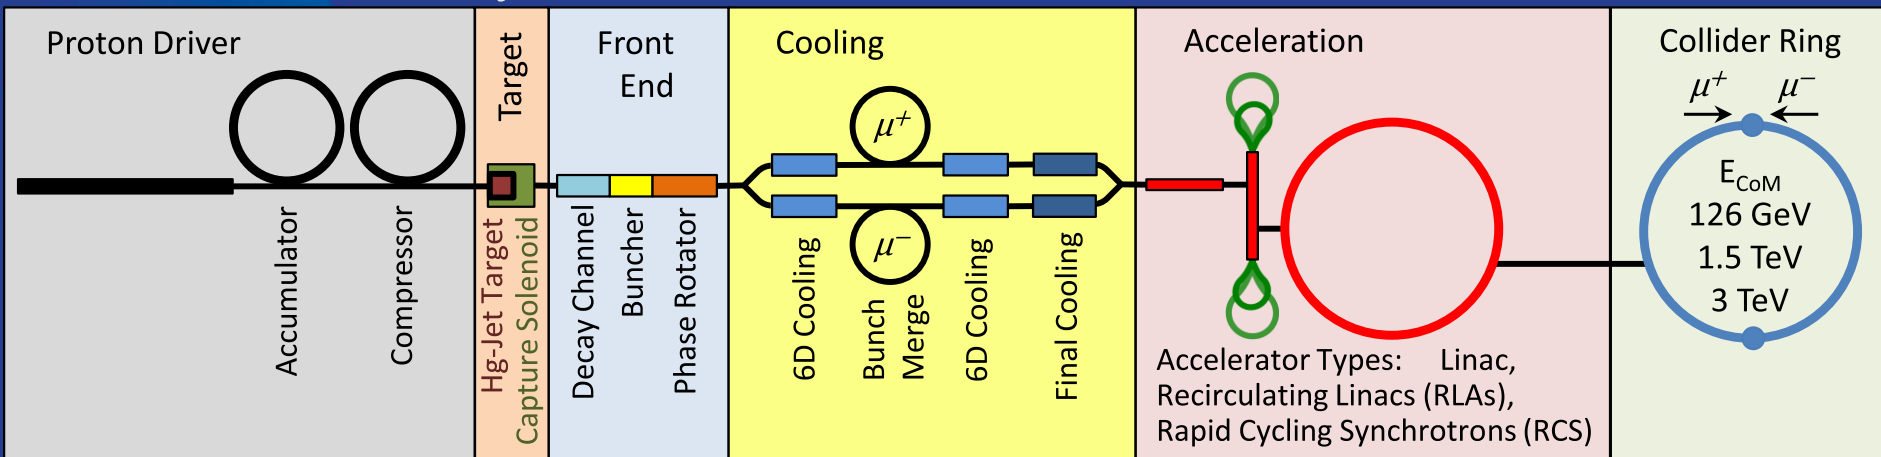 Proton Driver
Accumulator
Compressor
Target
Hg-Jet Target
Capture Solenoid
Front
End
Decay Channel
Buncher
Phase Rotator
Cooling
μ+
μ−
6D Cooling
Bunch
Merge
6D Cooling
Final Cooling
Acceleration
Accelerator Types: Linac,
Recirculating Linacs (RLAs),
Rapid Cycling Synchrotrons (RCS)
Collider Ring
μ+ μ−
ECoM
126 GeV
1.5 TeV
3 TeV